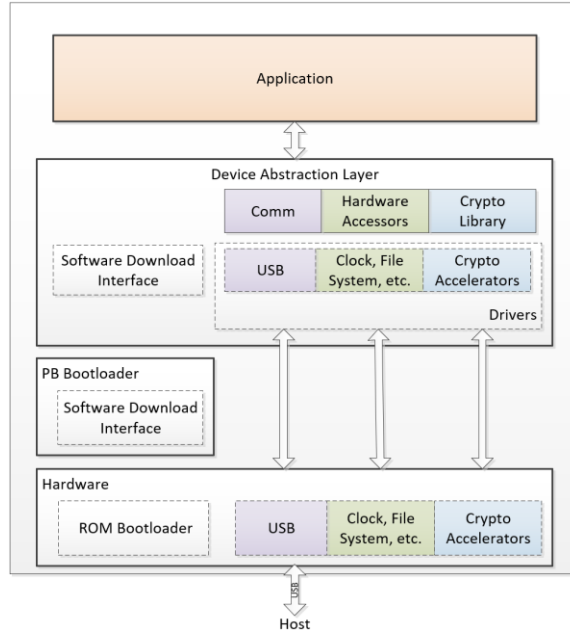 Application
Device Abstraction Layer
Comm
Hardware
Accessors
Crypto
Library
Software Download
Interface
USB
Clock, File
System, etc.
Crypto
Accelerators
Drivers
PB Bootloader
Software Download
Interface
Hardware
ROM Bootloader
USB
Clock, File
System, etc.
Crypto
Accelerators
USB
Host